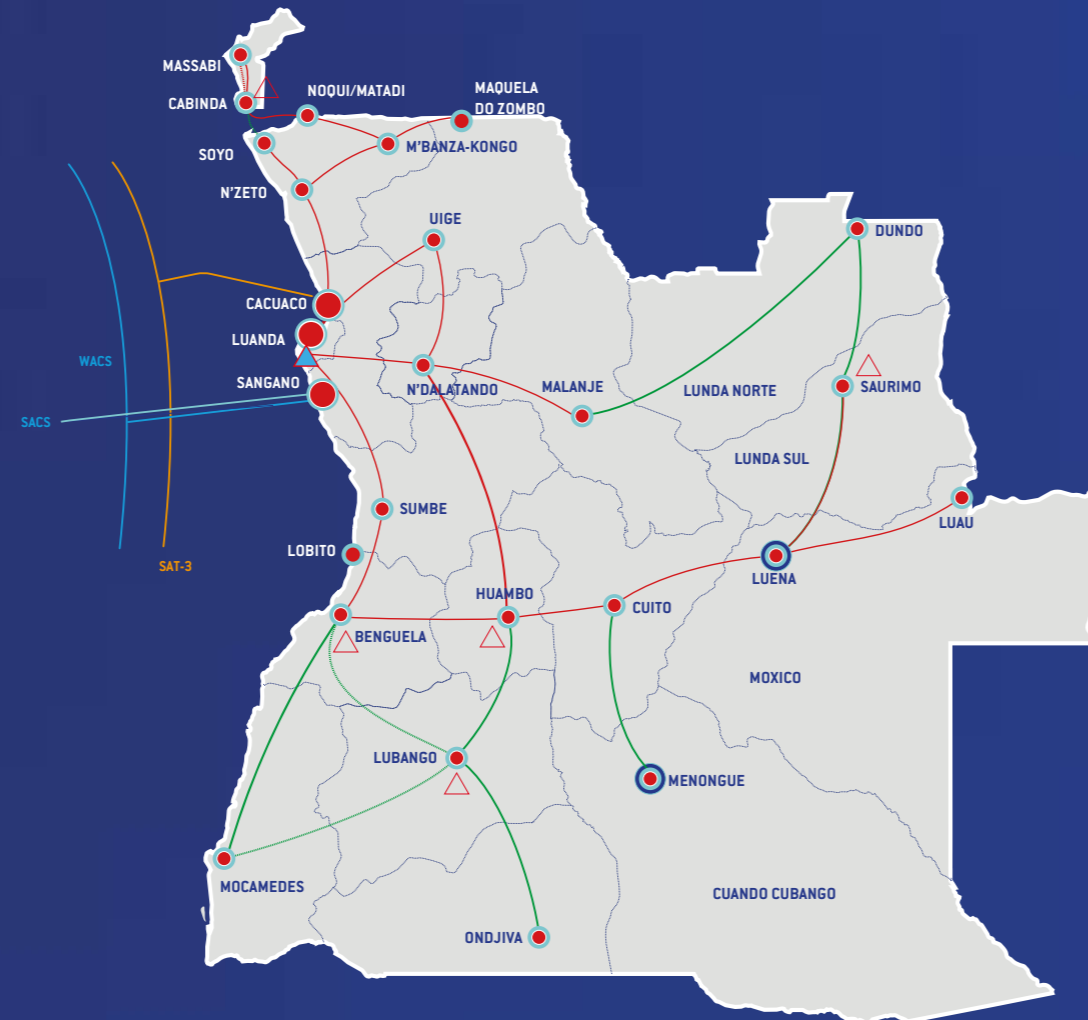 MASSABI
CABINDA
NOQUI/MATADI
MAQUELA
DO ZOMBO
SOYO
M'BANZA-KONGO
N'ZETO
UIGE
DUNDO
CACUACO
LUANDA
WACS
SANGANO
N'DALATANDO
MALANJE
LUNDA NORTE
SAURIMO
SACS
LUNDA SUL
SUMBE
LUAU
LOBITO
SAT-3
LUENA
HUAMBO
CUITO
BENGUELA
MOXICO
LUBANGO
MENONGUE
MOCAMEDES
CUANDO CUBANGO
ONDJIVA